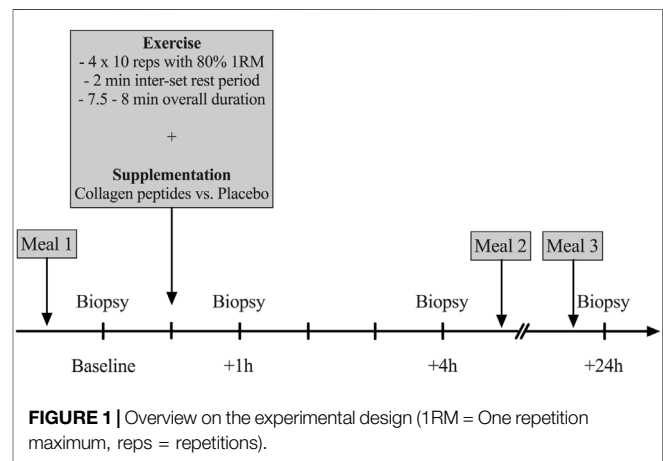 Exercise
- 4 x 10 reps with 80% 1RM
- 2 min inter-set rest period
- 7.5 - 8 min overall duration
+
Supplementation
Collagen peptides vs. Placebo
Meal 1
Meal 2
Meal 3
Biopsy
Biopsy
Biopsy
Biopsy
Baseline
+1h
+4h
+24h
FIGURE 1 | Overview on the experimental design (1RM = One repetition
maximum, reps = repetitions).